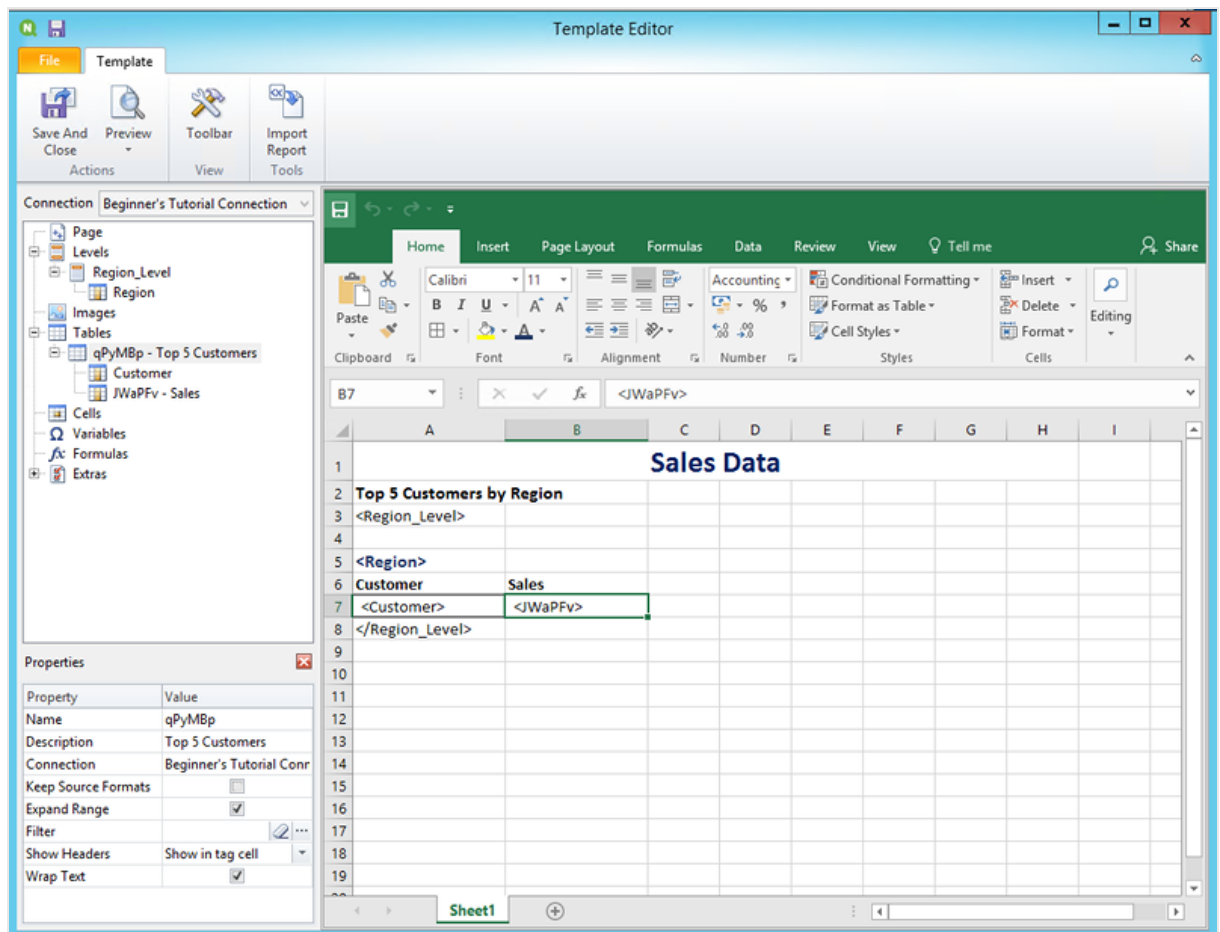 Template Editor
File Template
Save And Close
Preview
Toolbar
Import Report
Actions View Tools
Connection Beginner's Tutorial Connection
Page
Levels
Region_Level
Region
Images
Tables
qPyMBp - Top 5 Customers
Customer
JWaPFv - Sales
Cells
Variables
Formulas
Extras
Properties
Property Value
Name qPyMBp
Description Top 5 Customers
Connection Beginner's Tutorial Conr
Keep Source Formats
Expand Range
Filter
Show Headers Show in tag cell
Wrap Text
Home Insert Page Layout Formulas Data Review View Tell me Share
Paste
Calibri 11
B I U A A
A
Accounting
% ,
Conditional Formatting
Format as Table
Cell Styles
Insert
Delete
Format
Editing
Clipboard Font Alignment Number Styles Cells
B7 fx <JWaPFv>
A B C D E F G H I
1 Sales Data
2 Top 5 Customers by Region
3 <Region_Level>
4
5 <Region>
6 Customer Sales
7 <Customer> <JWaPFv>
8 </Region_Level>
9
10
11
12
13
14
15
16
17
18
19
Sheet1